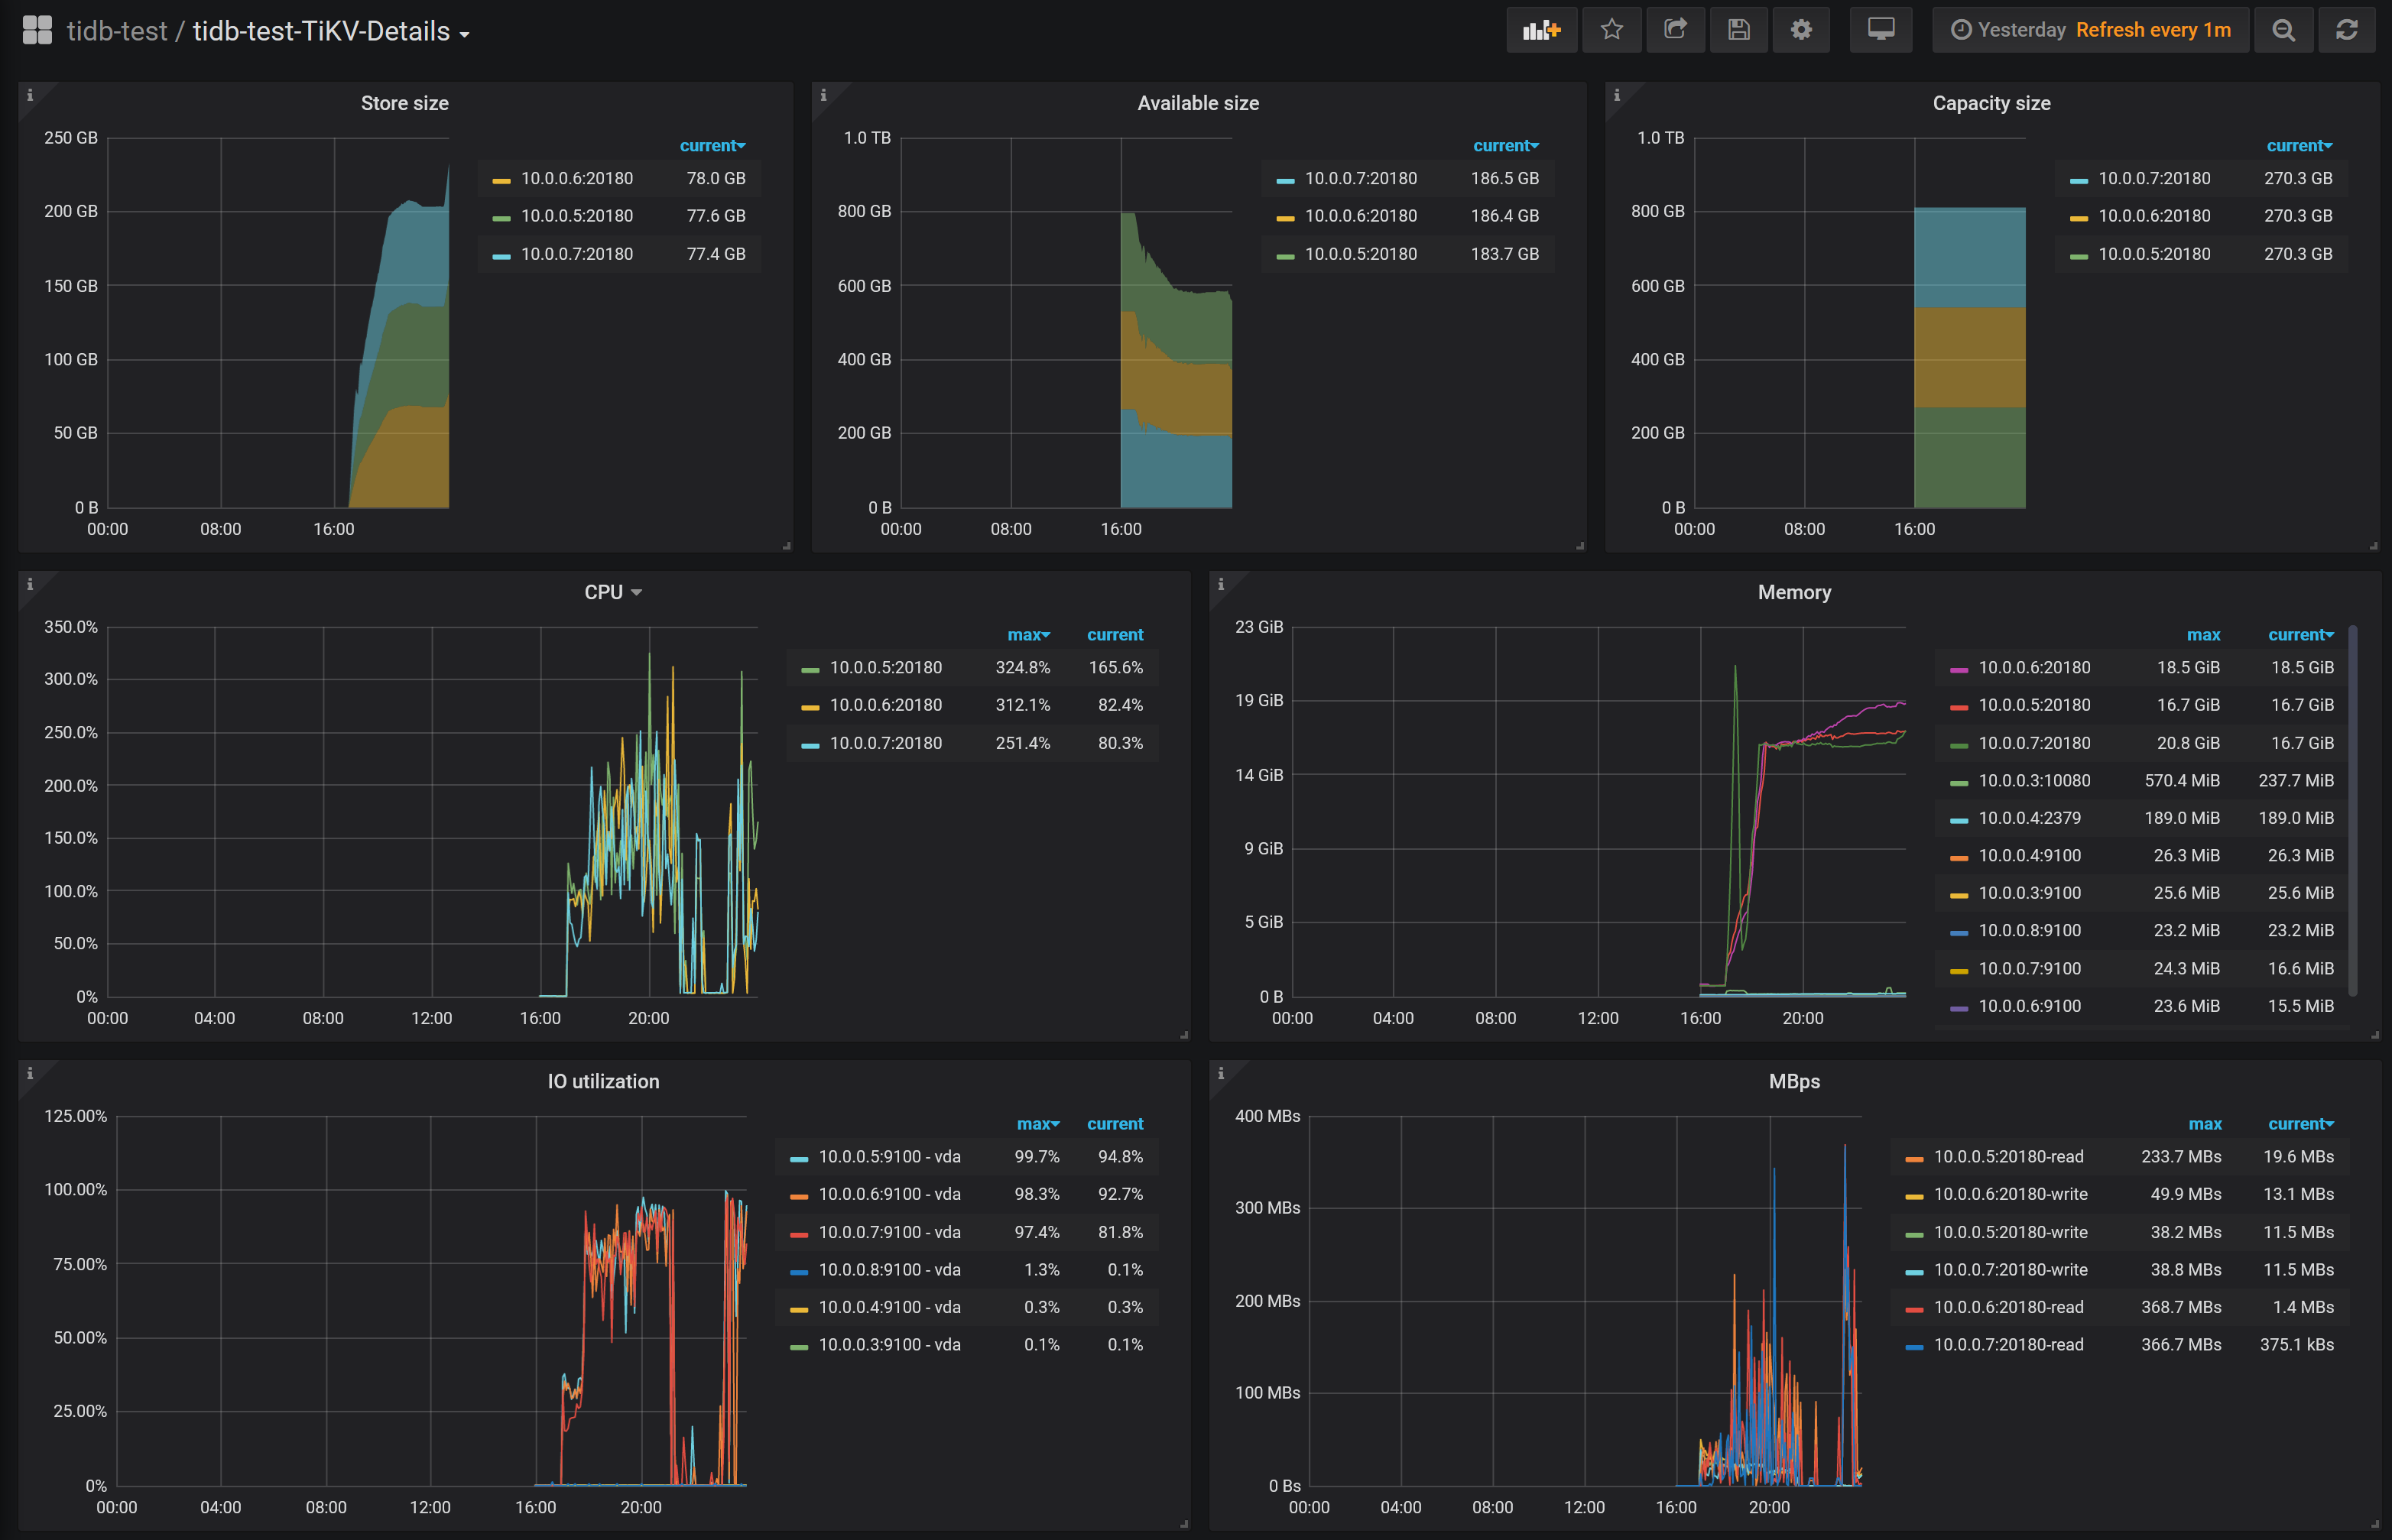 tidb-test / tidb-test-TiKV-Details
Yesterday Refresh every 1m
Store size
250 GB
200 GB
150 GB
100 GB
50 GB
0 B
00:00 08:00 16:00
current
10.0.0.6:20180 78.0 GB
10.0.0.5:20180 77.6 GB
10.0.0.7:20180 77.4 GB
Available size
1.0 TB
800 GB
600 GB
400 GB
200 GB
0 B
00:00 08:00 16:00
current
10.0.0.7:20180 186.5 GB
10.0.0.6:20180 186.4 GB
10.0.0.5:20180 183.7 GB
Capacity size
1.0 TB
800 GB
600 GB
400 GB
200 GB
0 B
00:00 08:00 16:00
current
10.0.0.7:20180 270.3 GB
10.0.0.6:20180 270.3 GB
10.0.0.5:20180 270.3 GB
CPU
350.0%
300.0%
250.0%
200.0%
150.0%
100.0%
50.0%
0%
00:00 04:00 08:00 12:00 16:00 20:00
max current
10.0.0.5:20180 324.8% 165.6%
10.0.0.6:20180 312.1% 82.4%
10.0.0.7:20180 251.4% 80.3%
Memory
23 GiB
19 GiB
14 GiB
9 GiB
5 GiB
0 B
00:00 04:00 08:00 12:00 16:00 20:00
max current
10.0.0.6:20180 18.5 GiB 18.5 GiB
10.0.0.5:20180 16.7 GiB 16.7 GiB
10.0.0.7:20180 20.8 GiB 16.7 GiB
10.0.0.3:10080 570.4 MiB 237.7 MiB
10.0.0.4:2379 189.0 MiB 189.0 MiB
10.0.0.4:9100 26.3 MiB 26.3 MiB
10.0.0.3:9100 25.6 MiB 25.6 MiB
10.0.0.8:9100 23.2 MiB 23.2 MiB
10.0.0.7:9100 24.3 MiB 16.6 MiB
10.0.0.6:9100 23.6 MiB 15.5 MiB
IO utilization
125.00%
100.00%
75.00%
50.00%
25.00%
0%
00:00 04:00 08:00 12:00 16:00 20:00
max current
10.0.0.5:9100 - vda 99.7% 94.8%
10.0.0.6:9100 - vda 98.3% 92.7%
10.0.0.7:9100 - vda 97.4% 81.8%
10.0.0.8:9100 - vda 1.3% 0.1%
10.0.0.4:9100 - vda 0.3% 0.3%
10.0.0.3:9100 - vda 0.1% 0.1%
MBps
400 MBs
300 MBs
200 MBs
100 MBs
0 Bs
00:00 04:00 08:00 12:00 16:00 20:00
max current
10.0.0.5:20180-read 233.7 MBs 19.6 MBs
10.0.0.6:20180-write 49.9 MBs 13.1 MBs
10.0.0.5:20180-write 38.2 MBs 11.5 MBs
10.0.0.7:20180-write 38.8 MBs 11.5 MBs
10.0.0.6:20180-read 368.7 MBs 1.4 MBs
10.0.0.7:20180-read 366.7 MBs 375.1 kBs